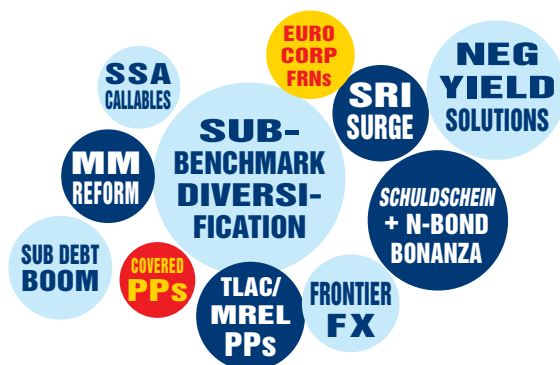 EURO
CORP
FRNs
NEG
YIELD
SOLUTIONS
SSA
CALLABLES
SRI
SURGE
SUB-
BENCHMARK
DIVERSI-
FICATION
MM
REFORM
SCHULDSCHEIN
+ N-BOND
BONANZA
SUB DEBT
BOOM
COVERED
PPs
TLAC/
MREL
PPs
FRONTIER
FX